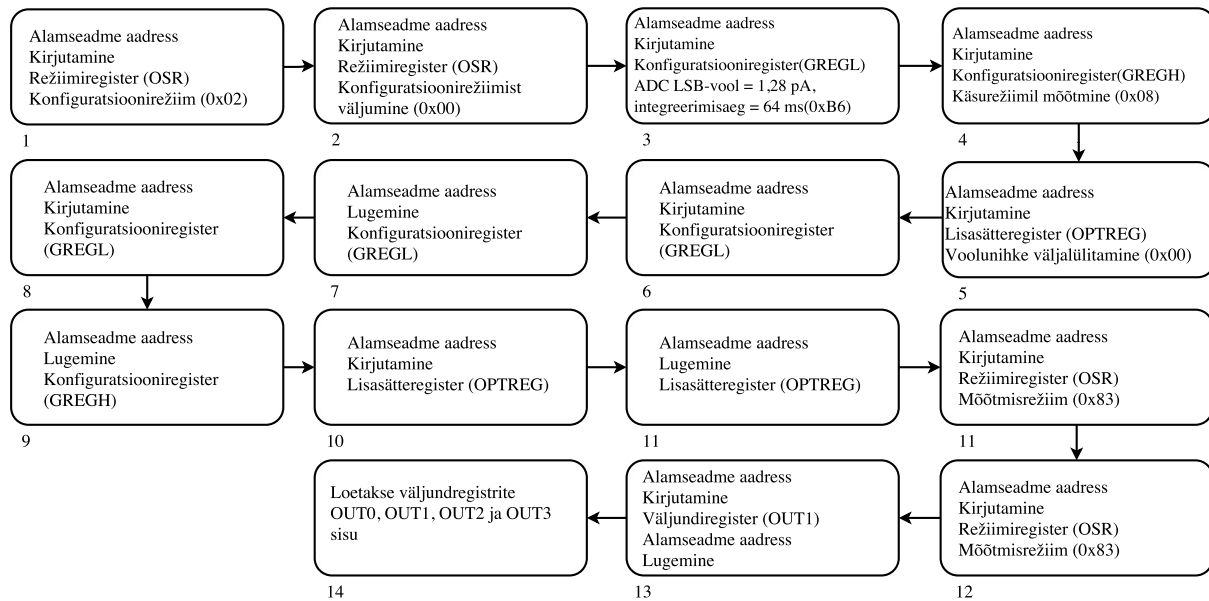 Alamseadme aadress
Kirjutamine
Režiimiregister (OSR)
Konfiguratsioonirežiim (0x02)
1
Alamseadme aadress
Kirjutamine
Režiimiregister (OSR)
Konfiguratsioonirežiimist
väljumine (0x00)
2
Alamseadme aadress
Kirjutamine
Konfiguratsiooniregister(GREGL)
ADC LSB-vool = 1,28 pA,
integreerimisaeg = 64 ms(0xB6)
3
Alamseadme aadress
Kirjutamine
Konfiguratsiooniregister(GREGH)
Käsurežiimil mõõtmine (0x08)
4
Alamseadme aadress
Kirjutamine
Lisasätteregister (OPTREG)
Voolunihke väljalülitamine (0x00)
5
Alamseadme aadress
Kirjutamine
Konfiguratsiooniregister
(GREGL)
6
Alamseadme aadress
Lugemine
Konfiguratsiooniregister
(GREGL)
7
Alamseadme aadress
Kirjutamine
Konfiguratsiooniregister
(GREGL)
8
Alamseadme aadress
Lugemine
Konfiguratsiooniregister
(GREGH)
9
Alamseadme aadress
Kirjutamine
Lisasätteregister (OPTREG)
10
Alamseadme aadress
Lugemine
Lisasätteregister (OPTREG)
11
Alamseadme aadress
Kirjutamine
Režiimiregister (OSR)
Mõõtmisrežiim (0x83)
11
Alamseadme aadress
Kirjutamine
Režiimiregister (OSR)
Mõõtmisrežiim (0x83)
12
Alamseadme aadress
Kirjutamine
Väljundiregister (OUT1)
Alamseadme aadress
Lugemine
13
Loetakse väljundregistrite
OUT0, OUT1, OUT2 ja OUT3
sisu
14